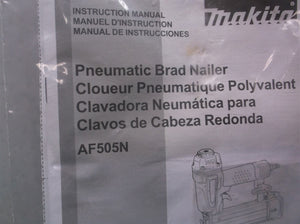 INSTRUCTION MANUAL
MANUEL D'INSTRUCTION
MANUAL DE INSTRUCCIONES
makita
Pneumatic Brad Nailer
Cloueur Pneumatique Polyvalent
Clavadora Neumática para
Clavos de Cabeza Redonda
AF505N